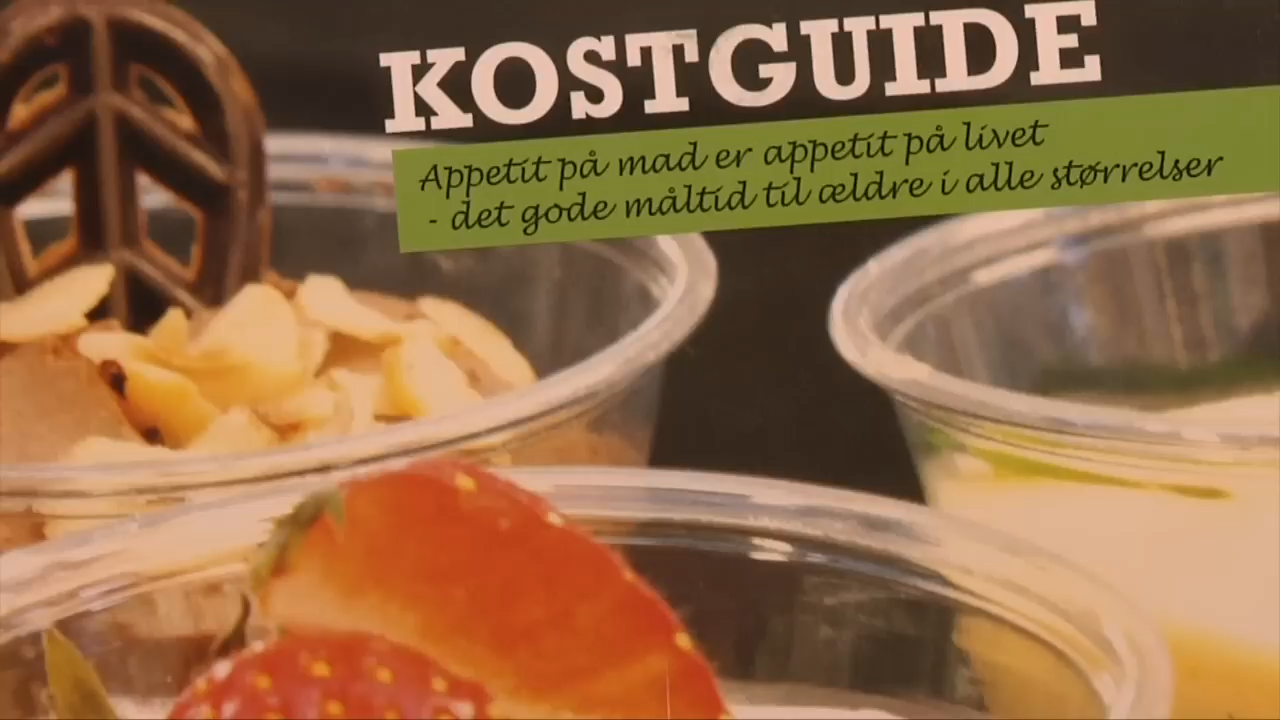 KOSTGUIDE
Appetit på mad er appetit på livet
- det gode måltid til ældre i alle størrelser